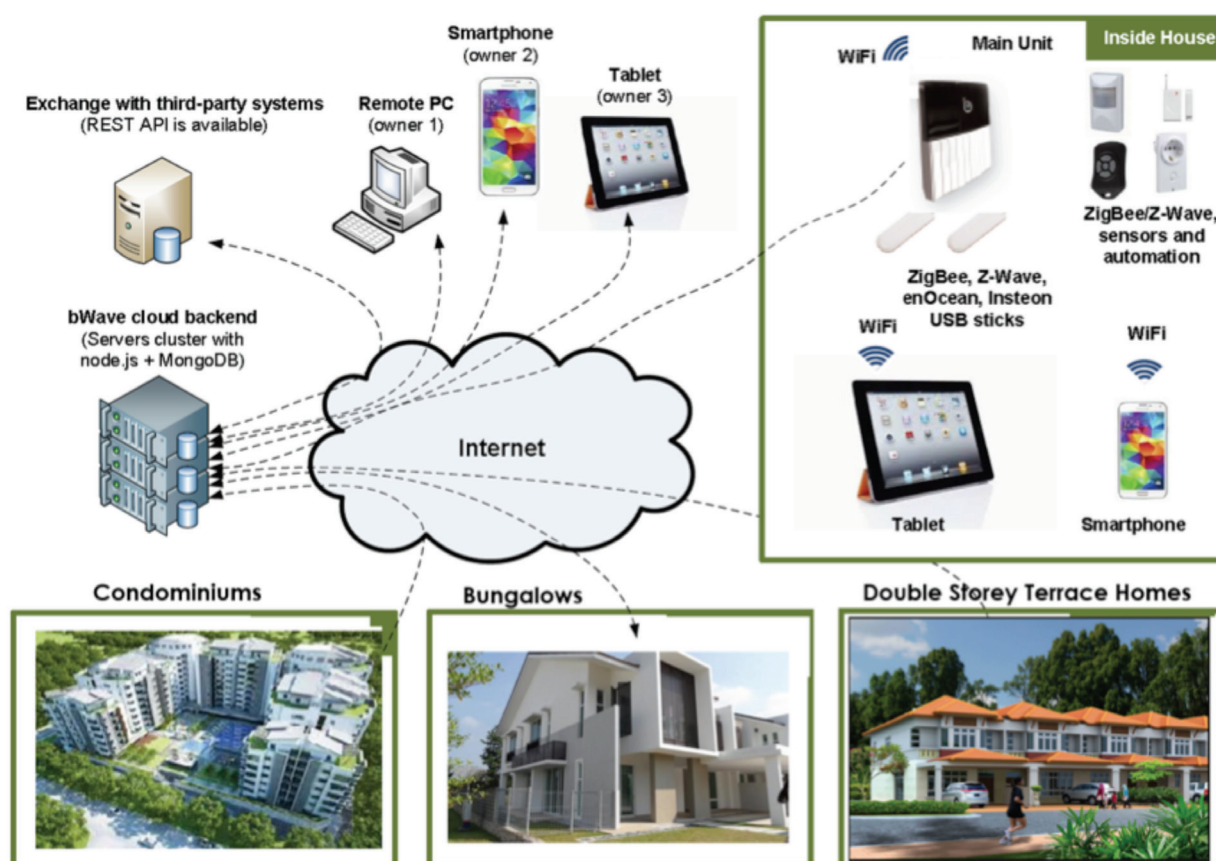 Smartphone
(owner 2)
Tablet
(owner 3)
Exchange with third-party systems
(REST API is available)
Remote PC
(owner 1)
WiFi
Main Unit
Inside House
ZigBee/Z-Wave,
sensors and
automation
ZigBee, Z-Wave,
enOcean, Insteon
USB sticks
bWave cloud backend
(Servers cluster with
node.js + MongoDB)
Internet
WiFi
WiFi
Tablet
Smartphone
Condominiums
Bungalows
Double Storey Terrace Homes